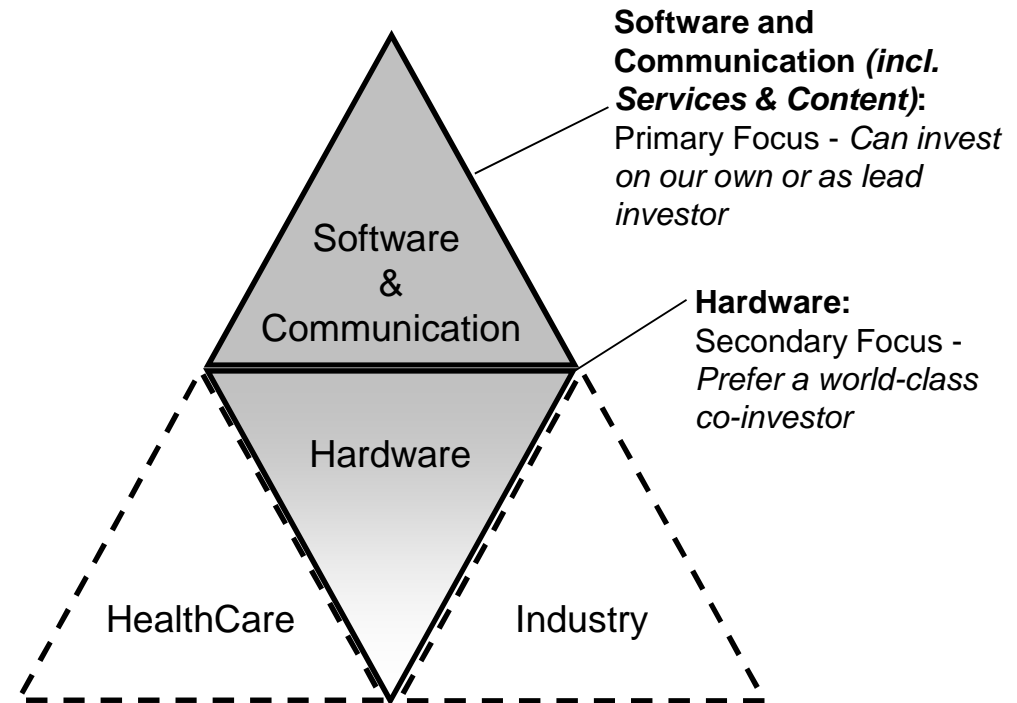 Software and
Communication (incl.
Services & Content):
Primary Focus - Can invest
on our own or as lead
investor
Software
&
Communication
Hardware:
Secondary Focus -
Prefer a world-class
co-investor
Hardware
HealthCare
Industry